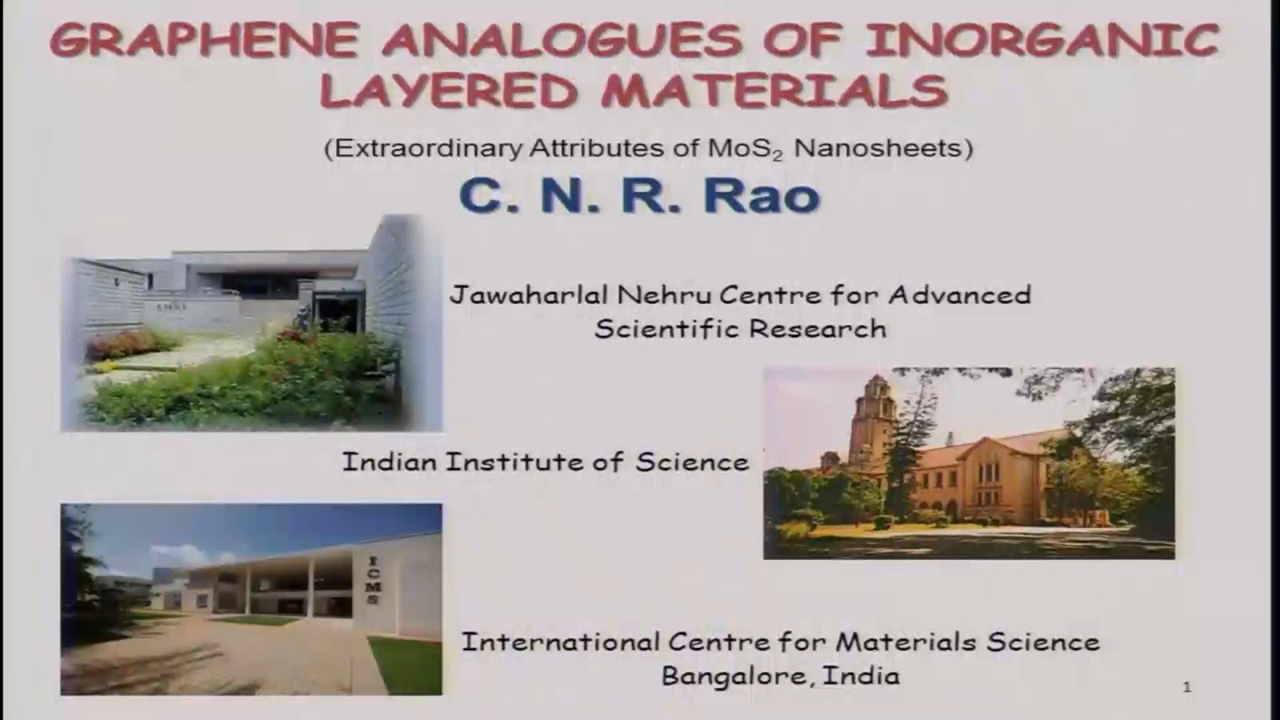 GRAPHENE ANALOGUES OF INORGANIC
LAYERED MATERIALS
(Extraordinary Attributes of MoS₂ Nanosheets)
C. N. R. Rao
Jawaharlal Nehru Centre for Advanced
Scientific Research
Indian Institute of Science
ICMS
International Centre for Materials Science
Bangalore, India
1